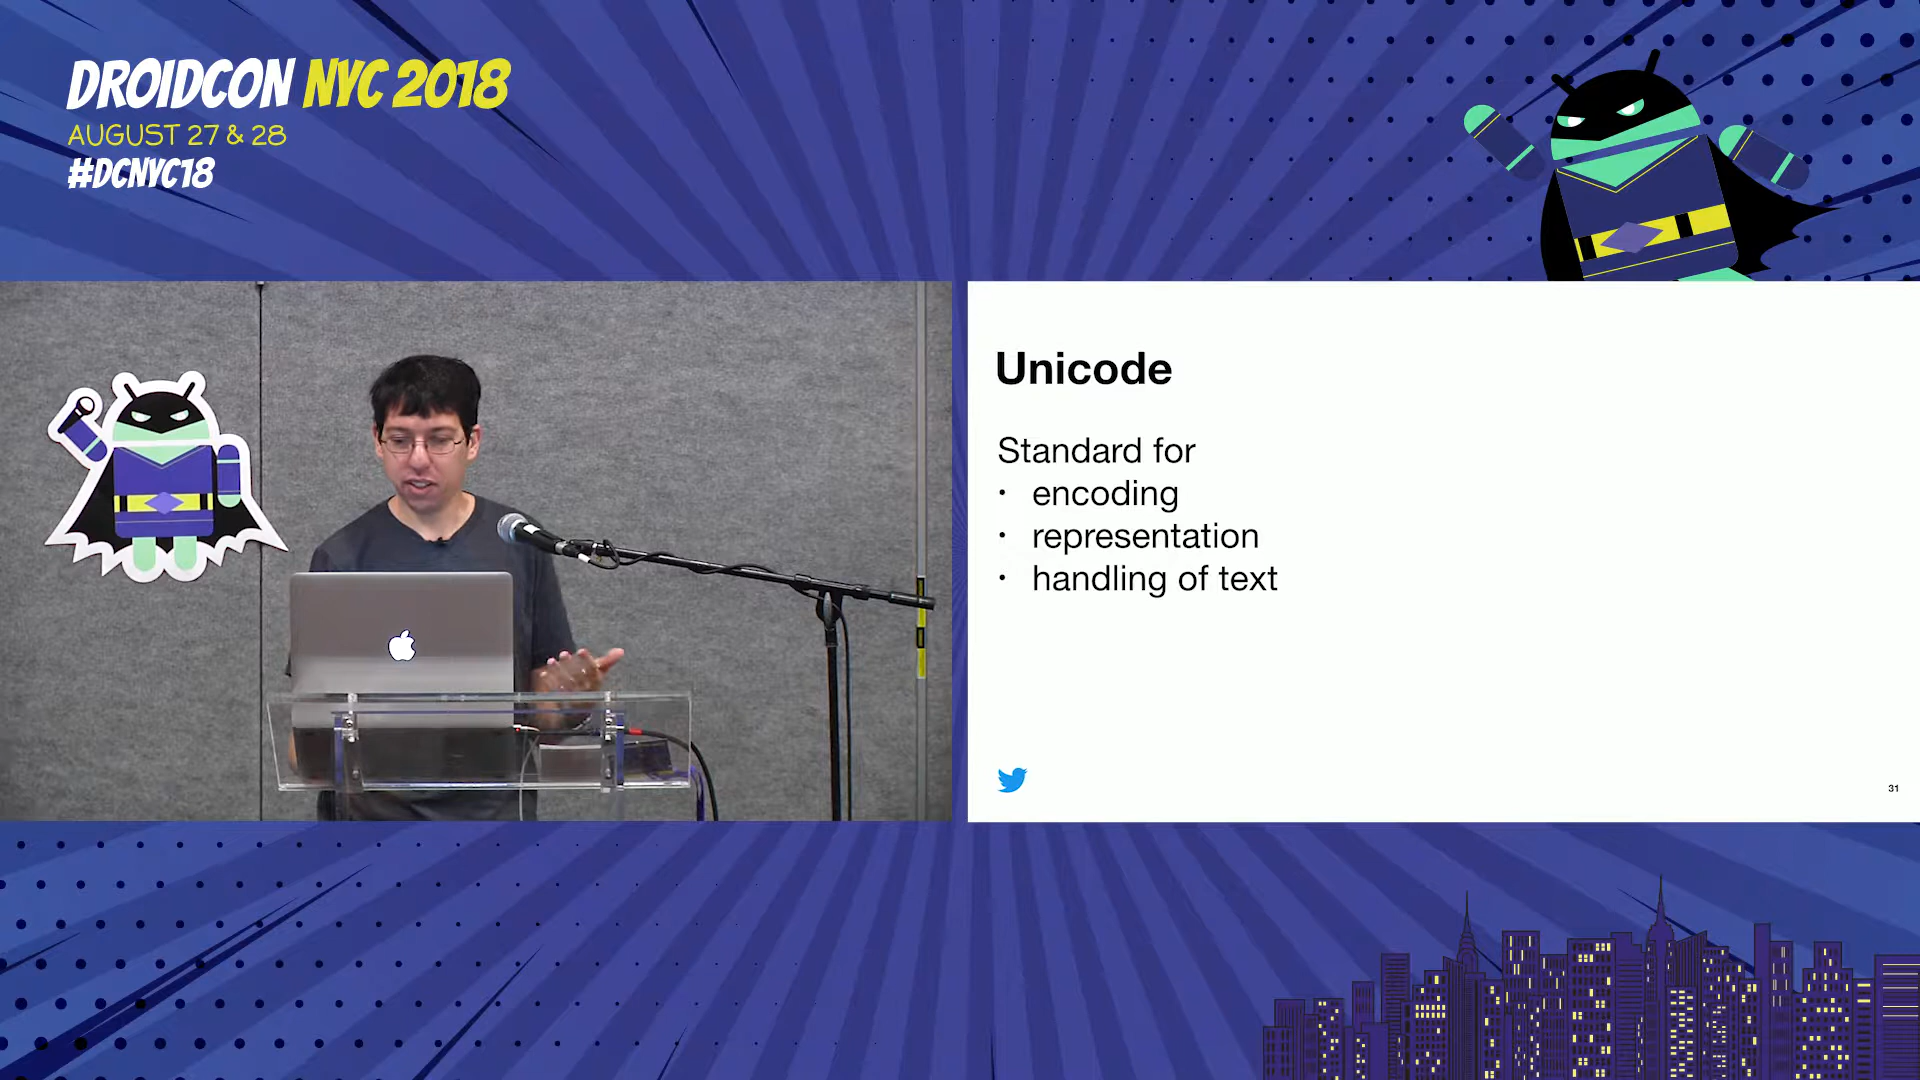 DROIDCON NYC 2018
AUGUST 27 & 28
#DCNYC18
Unicode
Standard for
• encoding
• representation
• handling of text
31